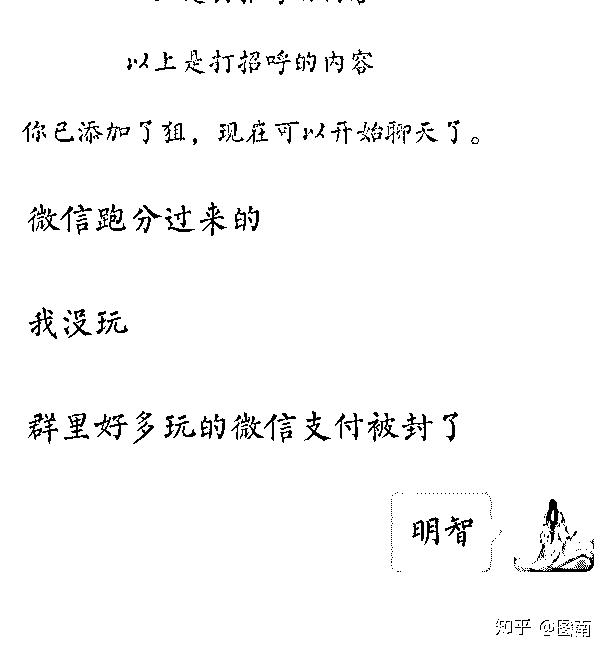 以上是打招呼的内容
你已添加了狙，现在可以开始聊天了。
微信跑分过来的
我没玩
群里好多玩的微信支付被封了
明智
知乎 @图南